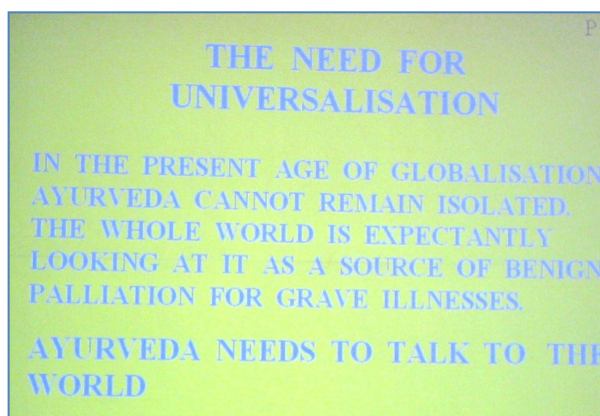 P
THE NEED FOR
UNIVERSALISATION
IN THE PRESENT AGE OF GLOBALISATION
AYURVEDA CANNOT REMAIN ISOLATED.
THE WHOLE WORLD IS EXPECTANTLY
LOOKING AT IT AS A SOURCE OF BENIGN
PALLIATION FOR GRAVE ILLNESSES.
AYURVEDA NEEDS TO TALK TO THE
WORLD